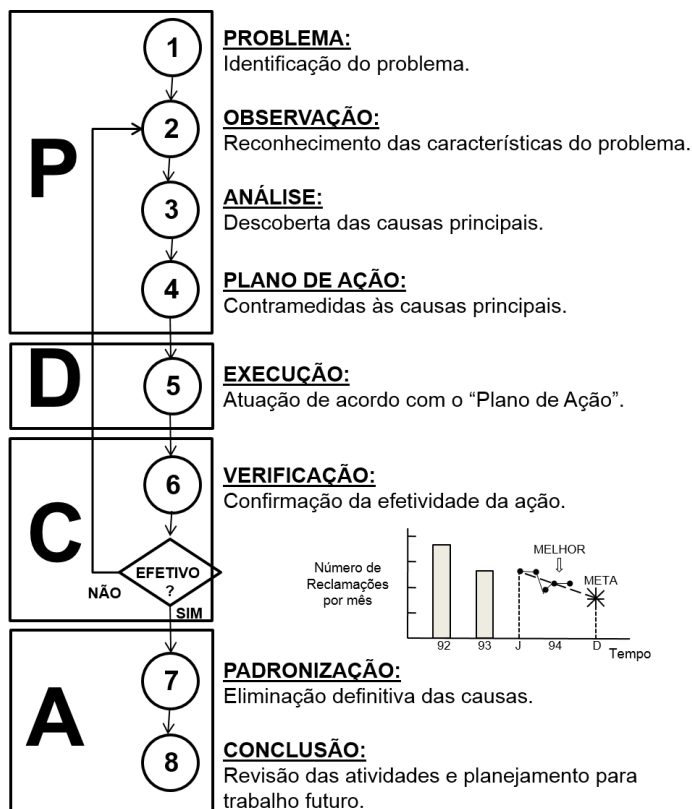 P
1
PROBLEMA:
Identificação do problema.
2
OBSERVAÇÃO:
Reconhecimento das características do problema.
3
ANÁLISE:
Descoberta das causas principais.
4
PLANO DE AÇÃO:
Contramedidas às causas principais.
D
5
EXECUÇÃO:
Atuação de acordo com o “Plano de Ação”.
C
6
VERIFICAÇÃO:
Confirmação da efetividade da ação.
EFETIVO
?
NÃO
SIM
Número de
Reclamações
por mês
MELHOR
META
92 93 J 94 D
Tempo
A
7
PADRONIZAÇÃO:
Eliminação definitiva das causas.
8
CONCLUSÃO:
Revisão das atividades e planejamento para
trabalho futuro.